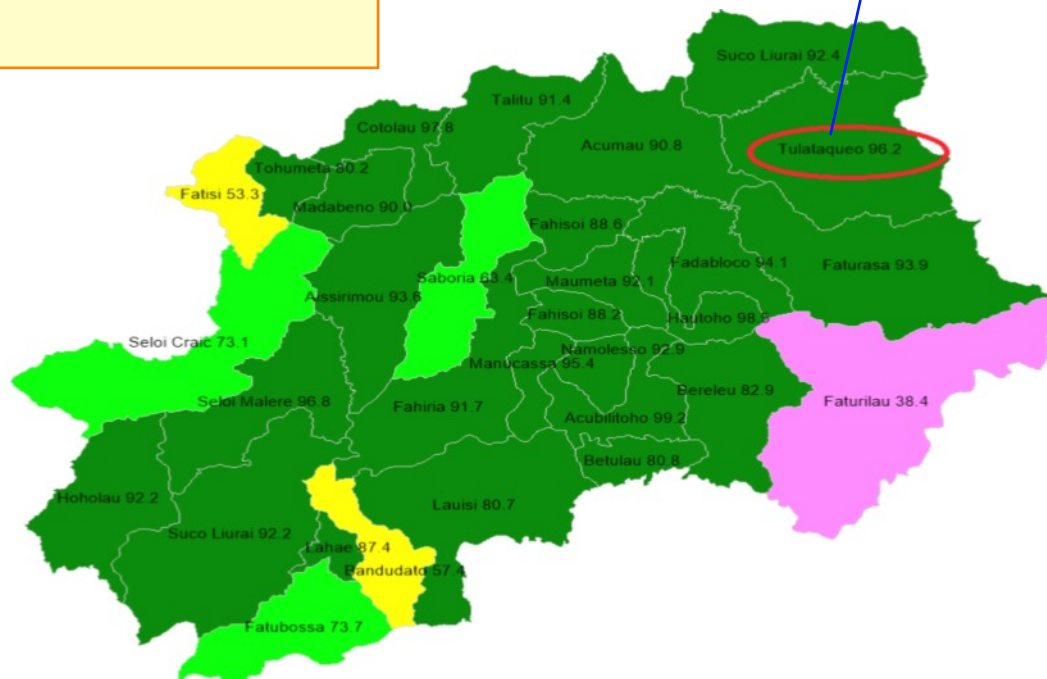 Suco Liurai 92.4
Talitu 91.4
Cotolau 97.8
Acumau 90.8
Tulataqueo 96.2
Tohumeta 80.2
Fatisi 53.3
Madabeno 90.0
Fahisoi 88.6
Fadabloco 94.1
Faturasa 93.9
Saboria 63.4
Maumeta 92.1
Aissirimou 93.6
Fahisoi 88.2
Hautoho 98.9
Seloi Craic 73.1
Namolesso 92.9
Manucassa 95.4
Bereleu 82.9
Seloi Malere 96.8
Fahiria 91.7
Acubilitoho 99.2
Faturilau 38.4
Betulau 80.8
Hoholau 92.2
Lauisi 80.7
Suco Liurai 92.2
Lahae 87.4
Bandudato 57.4
Fatubossa 73.7